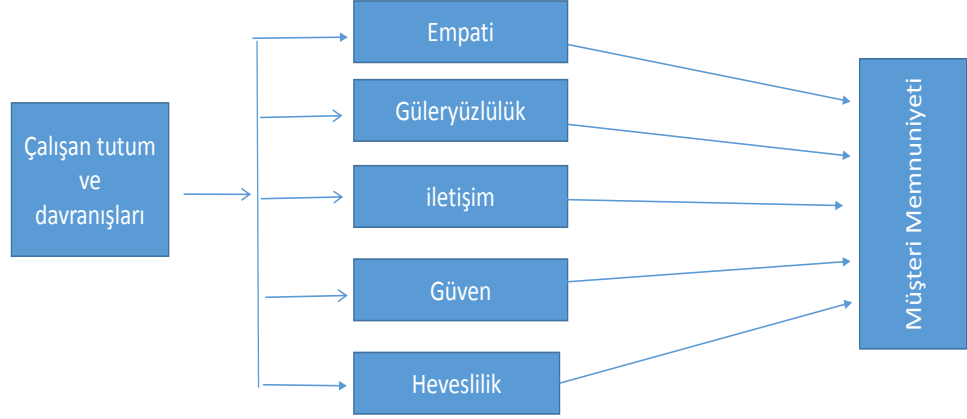 Çalışan tutum
ve
davranışları
Empati
Güleryüzlülük
iletişim
Güven
Heveslilik
Müşteri Memnuniyeti